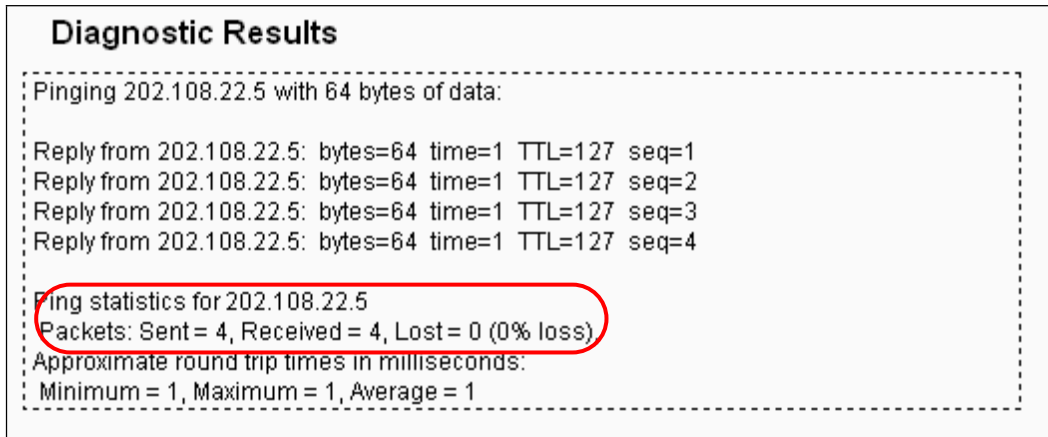 Diagnostic Results
Pinging 202.108.22.5 with 64 bytes of data:
Reply from 202.108.22.5: bytes=64 time=1 TTL=127 seq=1
Reply from 202.108.22.5: bytes=64 time=1 TTL=127 seq=2
Reply from 202.108.22.5: bytes=64 time=1 TTL=127 seq=3
Reply from 202.108.22.5: bytes=64 time=1 TTL=127 seq=4
Ping statistics for 202.108.22.5
Packets: Sent = 4, Received = 4, Lost = 0 (0% loss),
Approximate round trip times in milliseconds:
Minimum = 1, Maximum = 1, Average = 1